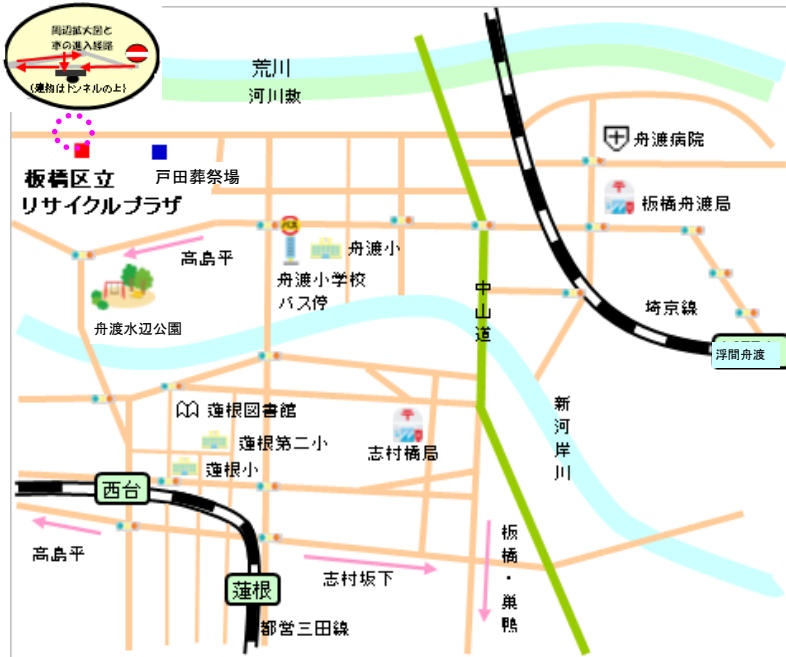 周辺拡大図と
車の進入経路
(建物はトンネルの上)
荒川
河川敷
舟渡病院
板橋区立
リサイクルプラザ
戸田葬祭場
板橋舟渡局
高島平
舟渡小
舟渡小学校
バス停
中山道
埼京線
舟渡水辺公園
浮間舟渡
蓮根図書館
蓮根第二小
蓮根小
志村橋局
新河岸川
西台
高島平
志村坂下
板橋・巣鴨
蓮根
都営三田線